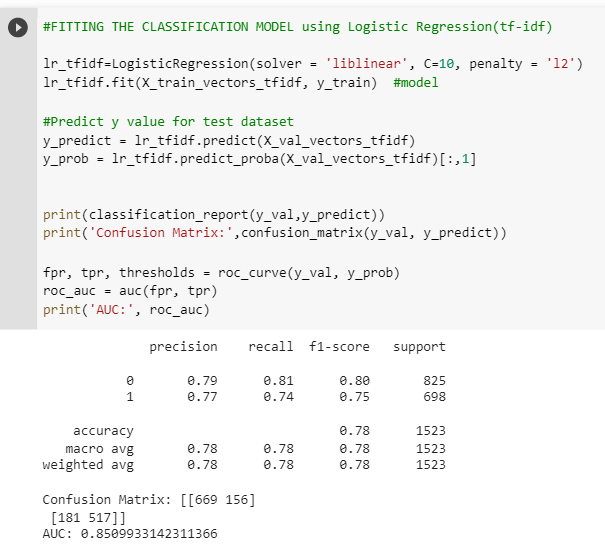 #FITTING THE CLASSIFICATION MODEL using Logistic Regression(tf-idf)
lr_tfidf=LogisticRegression(solver = 'liblinear', C=10, penalty = 'l2')
lr_tfidf.fit(X_train_vectors_tfidf, y_train)  #model
#Predict y value for test dataset
y_predict = lr_tfidf.predict(X_val_vectors_tfidf)
y_prob = lr_tfidf.predict_proba(X_val_vectors_tfidf)[:,1]
print(classification_report(y_val,y_predict))
print('Confusion Matrix:',confusion_matrix(y_val, y_predict))
fpr, tpr, thresholds = roc_curve(y_val, y_prob)
roc_auc = auc(fpr, tpr)
print('AUC:', roc_auc)
precision recall f1-score support
0 0.79 0.81 0.80 825
1 0.77 0.74 0.75 698
accuracy 0.78 1523
macro avg 0.78 0.78 0.78 1523
weighted avg 0.78 0.78 0.78 1523
Confusion Matrix: [[669 156]
[181 517]]
AUC: 0.8509933142311366